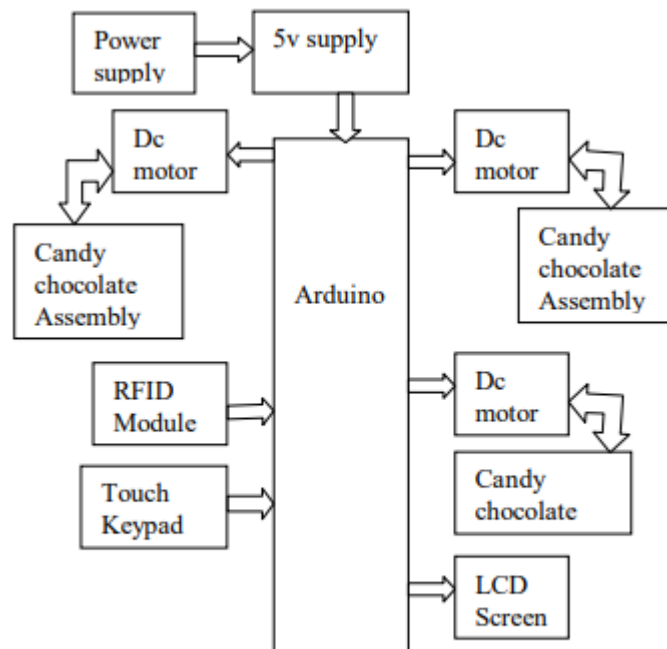 Power
supply
5v supply
Dc
motor
Dc
motor
Candy
chocolate
Assembly
Candy
chocolate
Assembly
Arduino
RFID
Module
Dc
motor
Touch
Keypad
Candy
chocolate
LCD
Screen